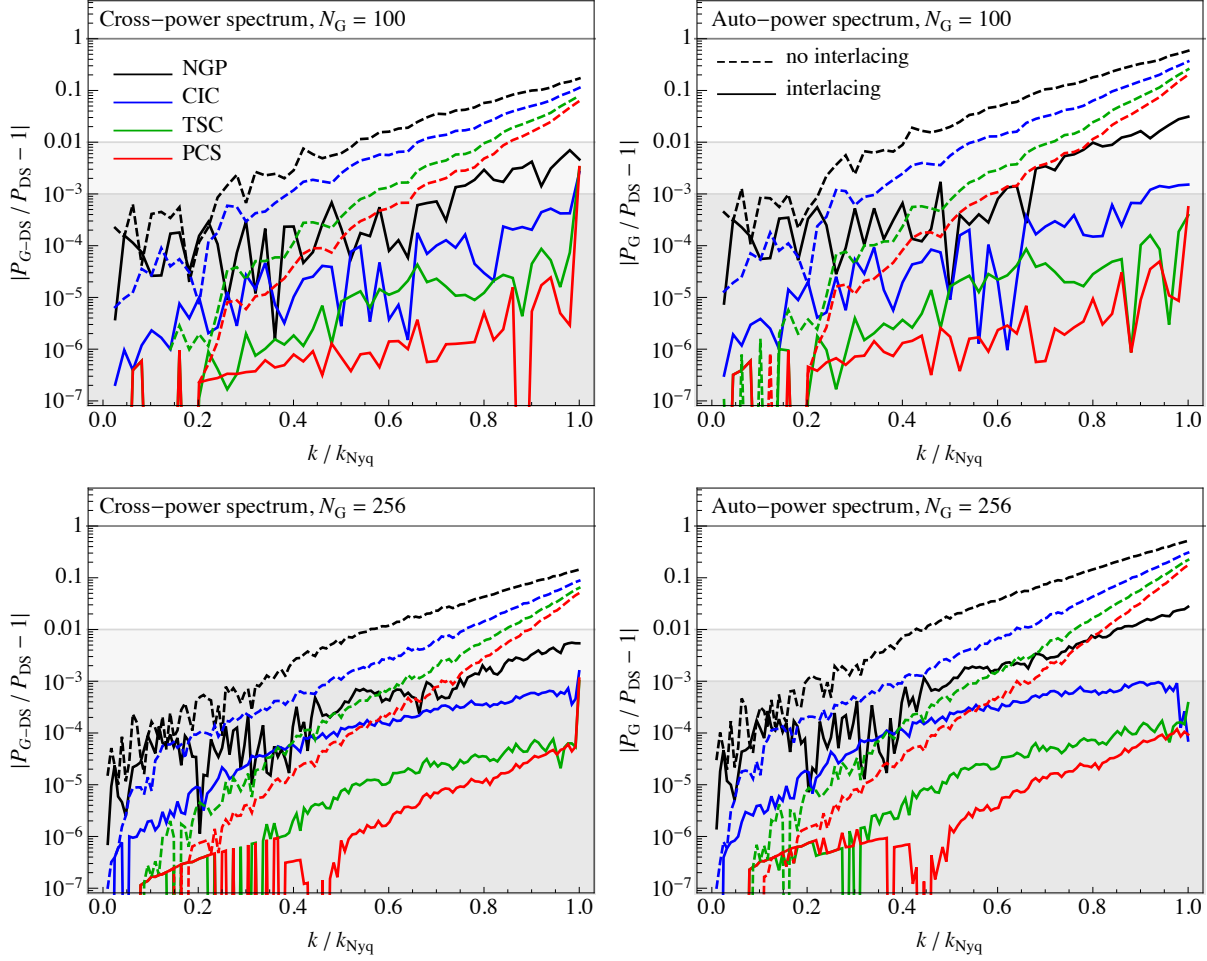 Cross−power spectrum, N_G = 100
|P_G−DS / P_DS − 1|
1
0.1
0.01
10^−3
10^−4
10^−5
10^−6
10^−7
NGP
CIC
TSC
PCS
0.0 0.2 0.4 0.6 0.8 1.0
k / k_Nyq
Auto−power spectrum, N_G = 100
|P_G / P_DS − 1|
1
0.1
0.01
10^−3
10^−4
10^−5
10^−6
10^−7
no interlacing
interlacing
0.0 0.2 0.4 0.6 0.8 1.0
k / k_Nyq
Cross−power spectrum, N_G = 256
|P_G−DS / P_DS − 1|
1
0.1
0.01
10^−3
10^−4
10^−5
10^−6
10^−7
0.0 0.2 0.4 0.6 0.8 1.0
k / k_Nyq
Auto−power spectrum, N_G = 256
|P_G / P_DS − 1|
1
0.1
0.01
10^−3
10^−4
10^−5
10^−6
10^−7
0.0 0.2 0.4 0.6 0.8 1.0
k / k_Nyq